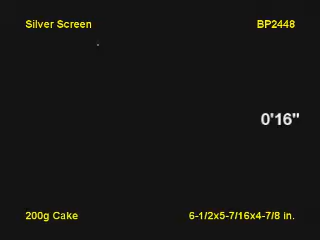 Silver Screen
BP2448
0'16"
200g Cake
6-1/2x5-7/16x4-7/8 in.